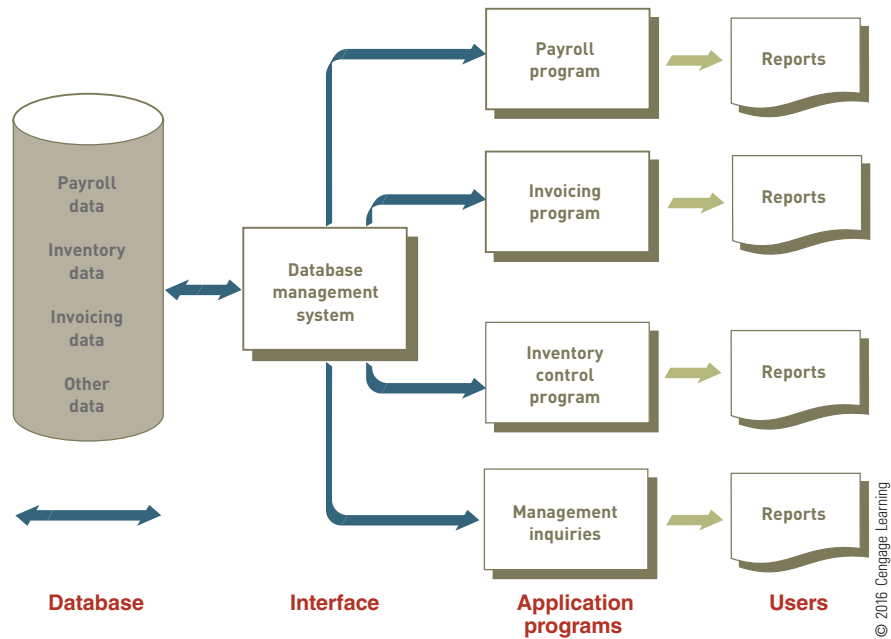 Payroll
data
Inventory
data
Invoicing
data
Other
data
Database
management
system
Payroll
program
Reports
Invoicing
program
Reports
Inventory
control
program
Reports
Management
inquiries
Reports
Database
Interface
Application
programs
Users
© 2016 Cengage Learning